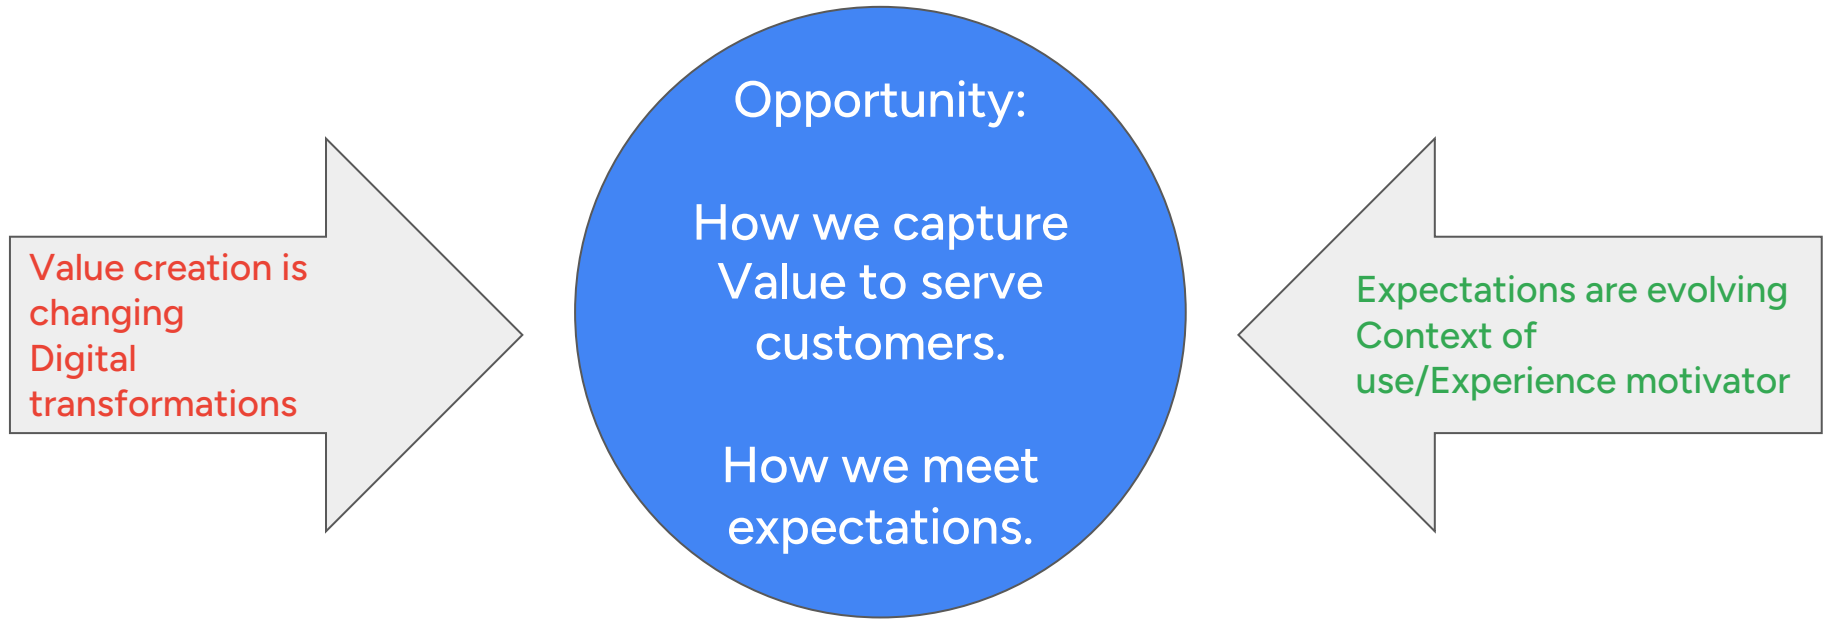 Value creation is
changing
Digital
transformations
Opportunity:
How we capture
Value to serve
customers.
How we meet
expectations.
Expectations are evolving
Context of
use/Experience motivator